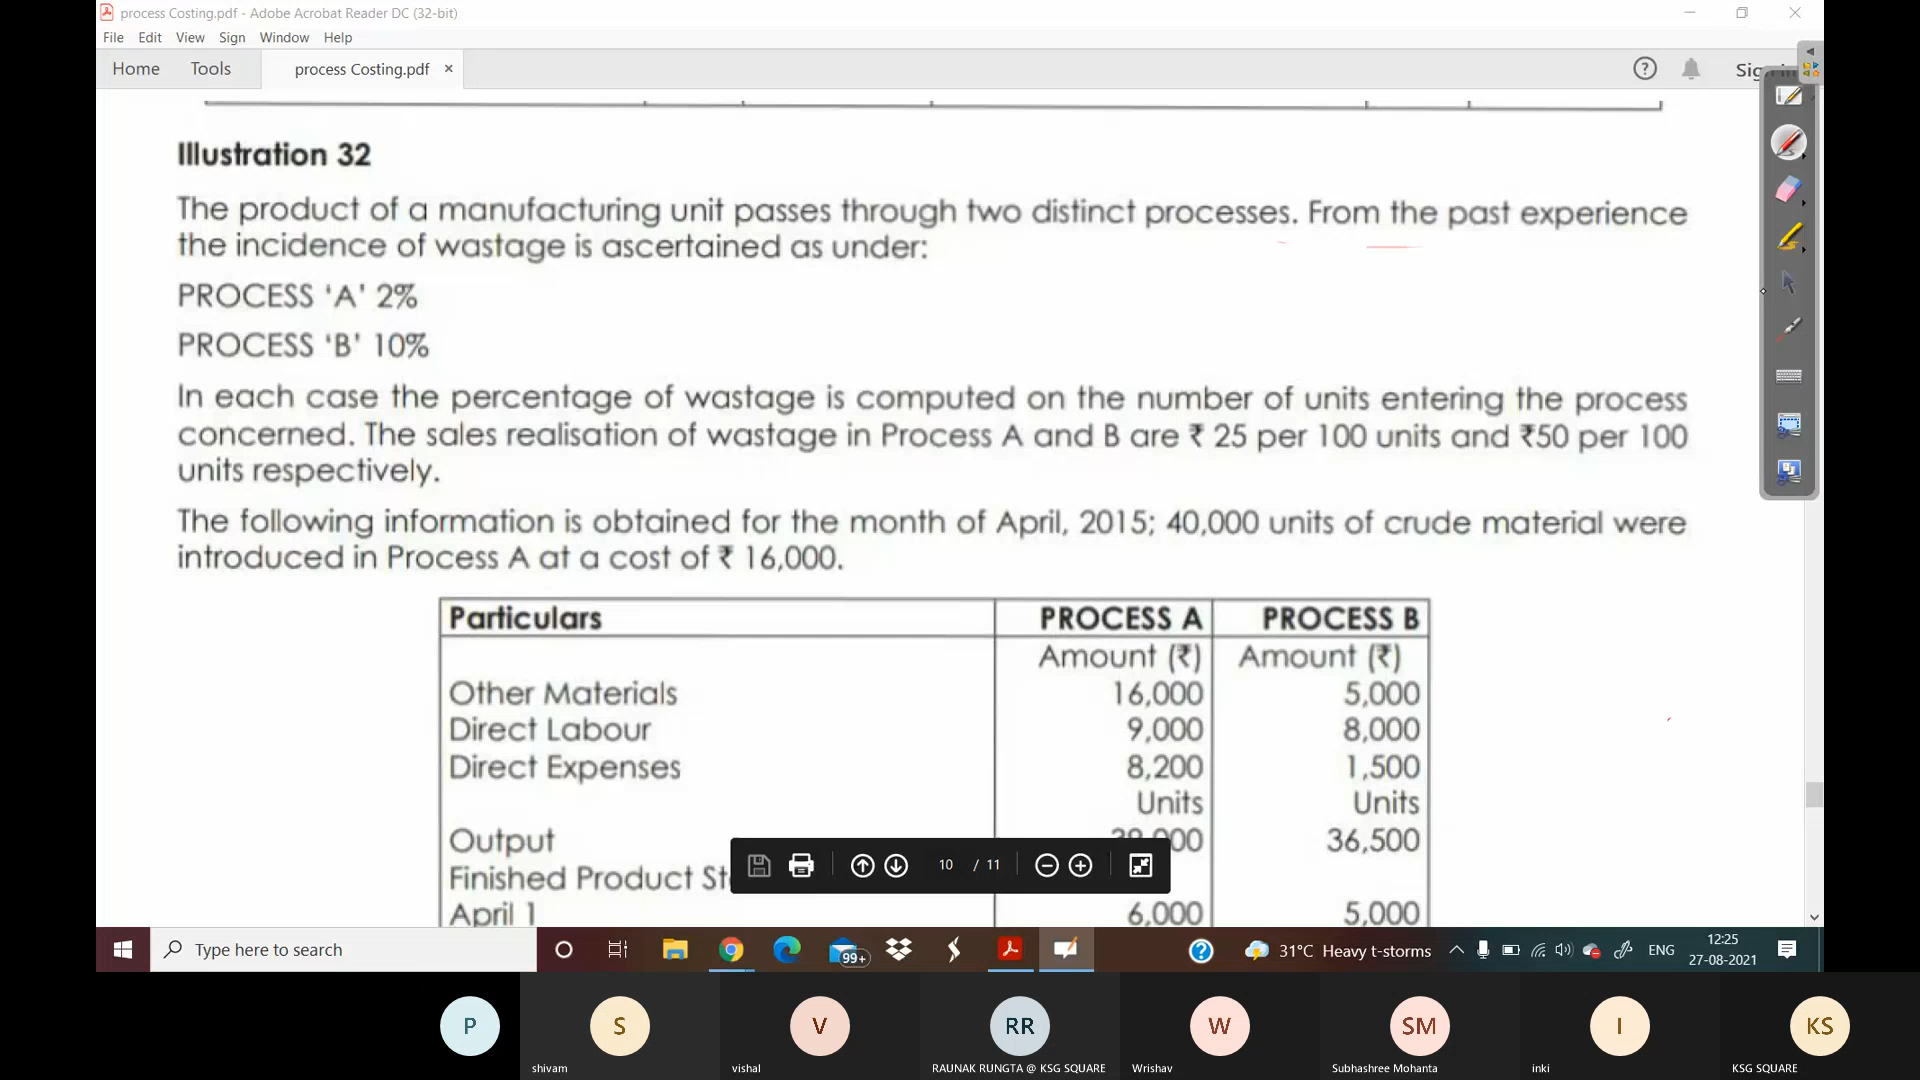 process Costing.pdf - Adobe Acrobat Reader DC (32-bit)
File Edit View Sign Window Help
Home Tools process Costing.pdf ×
Illustration 32
The product of a manufacturing unit passes through two distinct processes. From the past experience
the incidence of wastage is ascertained as under:
PROCESS ‘A’ 2%
PROCESS ‘B’ 10%
In each case the percentage of wastage is computed on the number of units entering the process
concerned. The sales realisation of wastage in Process A and B are ₹ 25 per 100 units and ₹50 per 100
units respectively.
The following information is obtained for the month of April, 2015; 40,000 units of crude material were
introduced in Process A at a cost of ₹ 16,000.
Particulars PROCESS A PROCESS B
Amount (₹) Amount (₹)
Other Materials 16,000 5,000
Direct Labour 9,000 8,000
Direct Expenses 8,200 1,500
Units Units
Output 36,500
Finished Product
April 1 6,000 5,000
10 / 11
Type here to search
99+
31°C Heavy t-storms
ENG
12:25
27-08-2021
P
S
V
RR
W
SM
I
KS
shivam
vishal
RAUNAK RUNGTA @ KSG SQUARE
Wrishav
Subhashree Mohanta
inki
KSG SQUARE